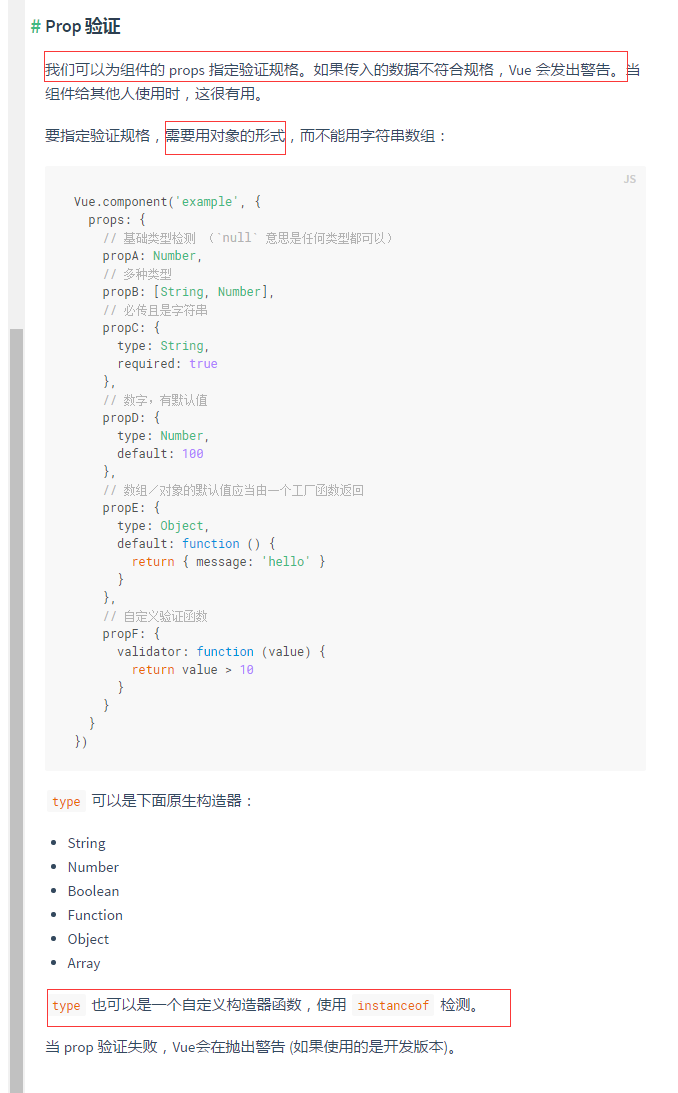 # Prop 验证
我们可以为组件的 props 指定验证规格。如果传入的数据不符合规格，Vue 会发出警告。当
组件给其他人使用时，这很有用。
要指定验证规格，需要用对象的形式，而不能用字符串数组：
JS
Vue.component('example', {
  props: {
    // 基础类型检测 （`null` 意思是任何类型都可以）
    propA: Number,
    // 多种类型
    propB: [String, Number],
    // 必传且是字符串
    propC: {
      type: String,
      required: true
    },
    // 数字，有默认值
    propD: {
      type: Number,
      default: 100
    },
    // 数组／对象的默认值应当由一个工厂函数返回
    propE: {
      type: Object,
      default: function () {
        return { message: 'hello' }
      }
    },
    // 自定义验证函数
    propF: {
      validator: function (value) {
        return value > 10
      }
    }
  }
})
type 可以是下面原生构造器：
• String
• Number
• Boolean
• Function
• Object
• Array
type 也可以是一个自定义构造器函数，使用 instanceof 检测。
当 prop 验证失败，Vue会在抛出警告 (如果使用的是开发版本)。